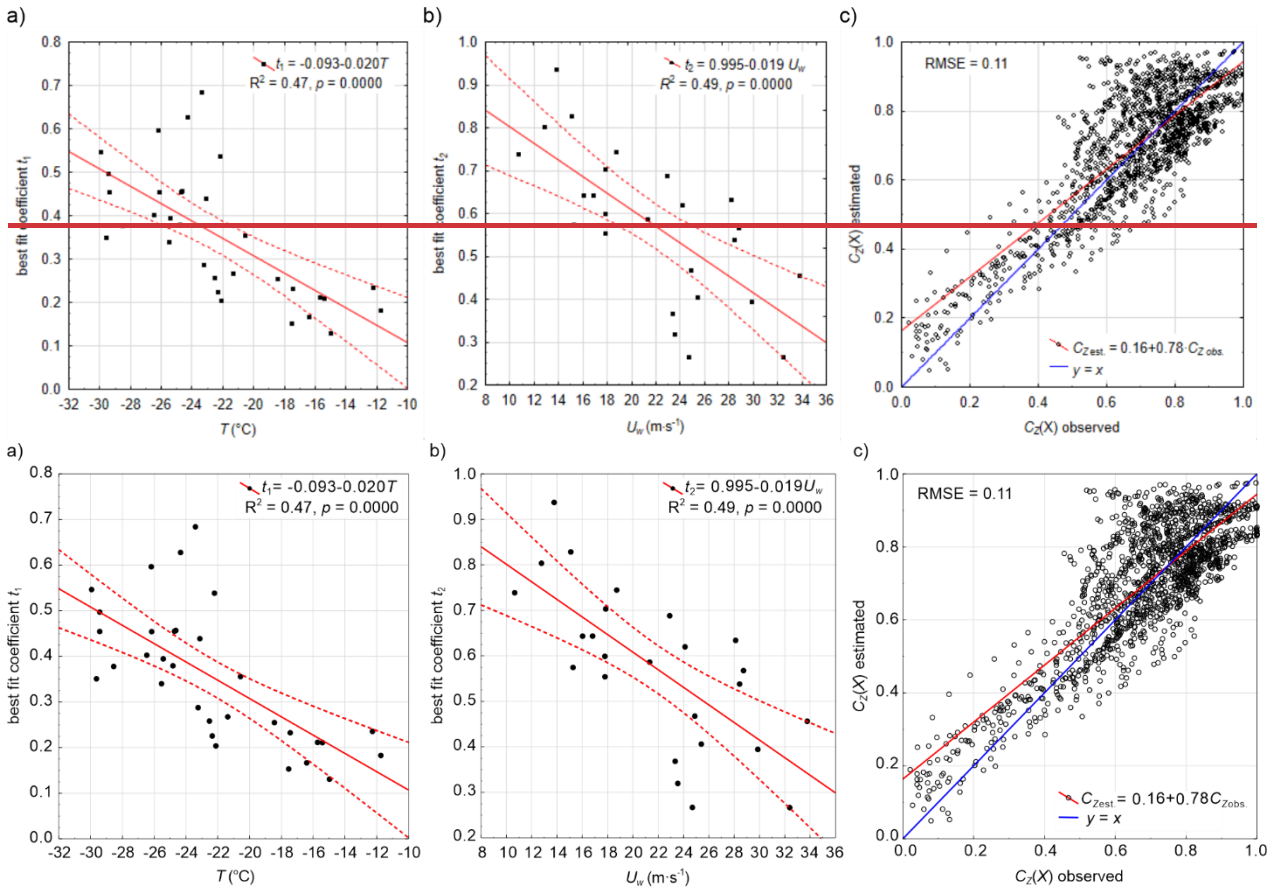 a)
best fit coefficient t₁
0.8
0.7
0.6
0.5
0.4
0.3
0.2
0.1
0.0
t₁ = -0.093-0.020T
R² = 0.47, p = 0.0000
-32 -30 -28 -26 -24 -22 -20 -18 -16 -14 -12 -10
T (°C)
b)
best fit coefficient t₂
1.0
0.9
0.8
0.7
0.6
0.5
0.4
0.3
0.2
t₂ = 0.995-0.019 U_w
R² = 0.49, p = 0.0000
8 10 12 14 16 18 20 22 24 26 28 30 32 34 36
U_w (m·s⁻¹)
c)
C_Z(X) estimated
1.0
0.8
0.6
0.4
0.2
0.0
RMSE = 0.11
C_Z est. = 0.16+0.78·C_Z obs.
y = x
0.0 0.2 0.4 0.6 0.8 1.0
C_Z(X) observed
a)
best fit coefficient t₁
0.8
0.7
0.6
0.5
0.4
0.3
0.2
0.1
0.0
t₁= -0.093-0.020T
R² = 0.47, p = 0.0000
-32 -30 -28 -26 -24 -22 -20 -18 -16 -14 -12 -10
T (°C)
b)
best fit coefficient t₂
1.0
0.9
0.8
0.7
0.6
0.5
0.4
0.3
0.2
t₂= 0.995-0.019U_w
R² = 0.49, p = 0.0000
8 10 12 14 16 18 20 22 24 26 28 30 32 34 36
U_w (m·s⁻¹)
c)
C_Z(X) estimated
1.0
0.8
0.6
0.4
0.2
0.0
RMSE = 0.11
C_Zest. = 0.16+0.78C_Zobs.
y = x
0.0 0.2 0.4 0.6 0.8 1.0
C_Z(X) observed